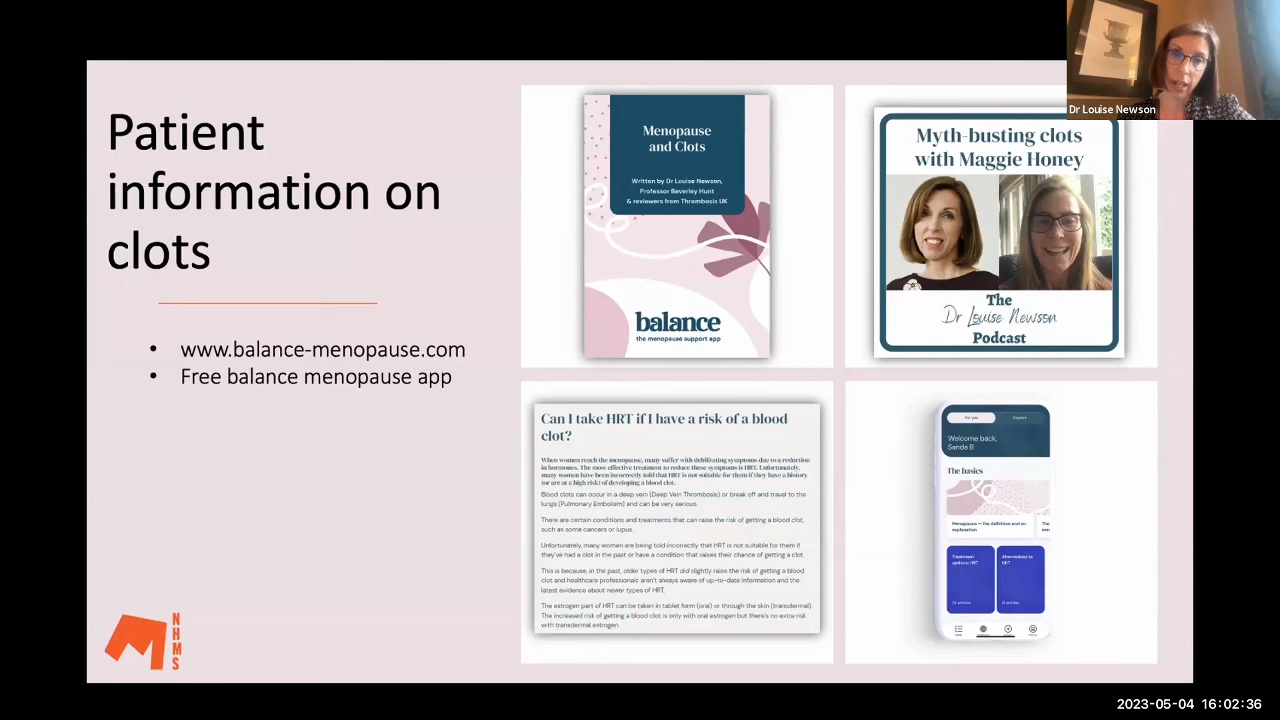 Patient
information on
clots
• www.balance-menopause.com
• Free balance menopause app
Menopause
and Clots
Written by Dr Louise Newson,
Professor Beverley Hunt
& reviewers from Thrombosis UK
balance
the menopause support app
Dr Louise Newson
Myth-busting clots
with Maggie Honey
The
Dr Louise Newson
Podcast
Can I take HRT if I have a risk of a blood
clot?
When women reach the menopause, many suffer with debilitating symptoms due to a reduction
in hormones. The most effective treatment to reduce these symptoms is HRT. Unfortunately,
many women have been incorrectly told that HRT is not suitable for them if they have a history
(or are at a high risk) of developing a blood clot.
Blood clots can occur in a deep vein (Deep Vein Thrombosis) or break off and travel to the
lungs (Pulmonary Embolism) and can be very serious.
There are certain conditions and treatments that can raise the risk of getting a blood clot,
such as some cancers or lupus.
Unfortunately, many women are being told incorrectly that HRT is not suitable for them if
they've had a clot in the past or have a condition that raises their chance of getting a clot.
This is because, in the past, older types of HRT did slightly raise the risk of getting a blood
clot and healthcare professionals aren't always aware of up-to-date information and the
latest evidence about newer types of HRT.
The estrogen part of HRT can be taken in tablet form (oral) or through the skin (transdermal).
The increased risk of getting a blood clot is only with oral estrogen but there's no extra risk
with transdermal estrogen.
For you Explore
Welcome back,
Sanda B
The basics
Menopause – the definition and an
explanation
Treatment
options: HRT
Alternatives to
HRT
NHMS
2023-05-04 16:02:36